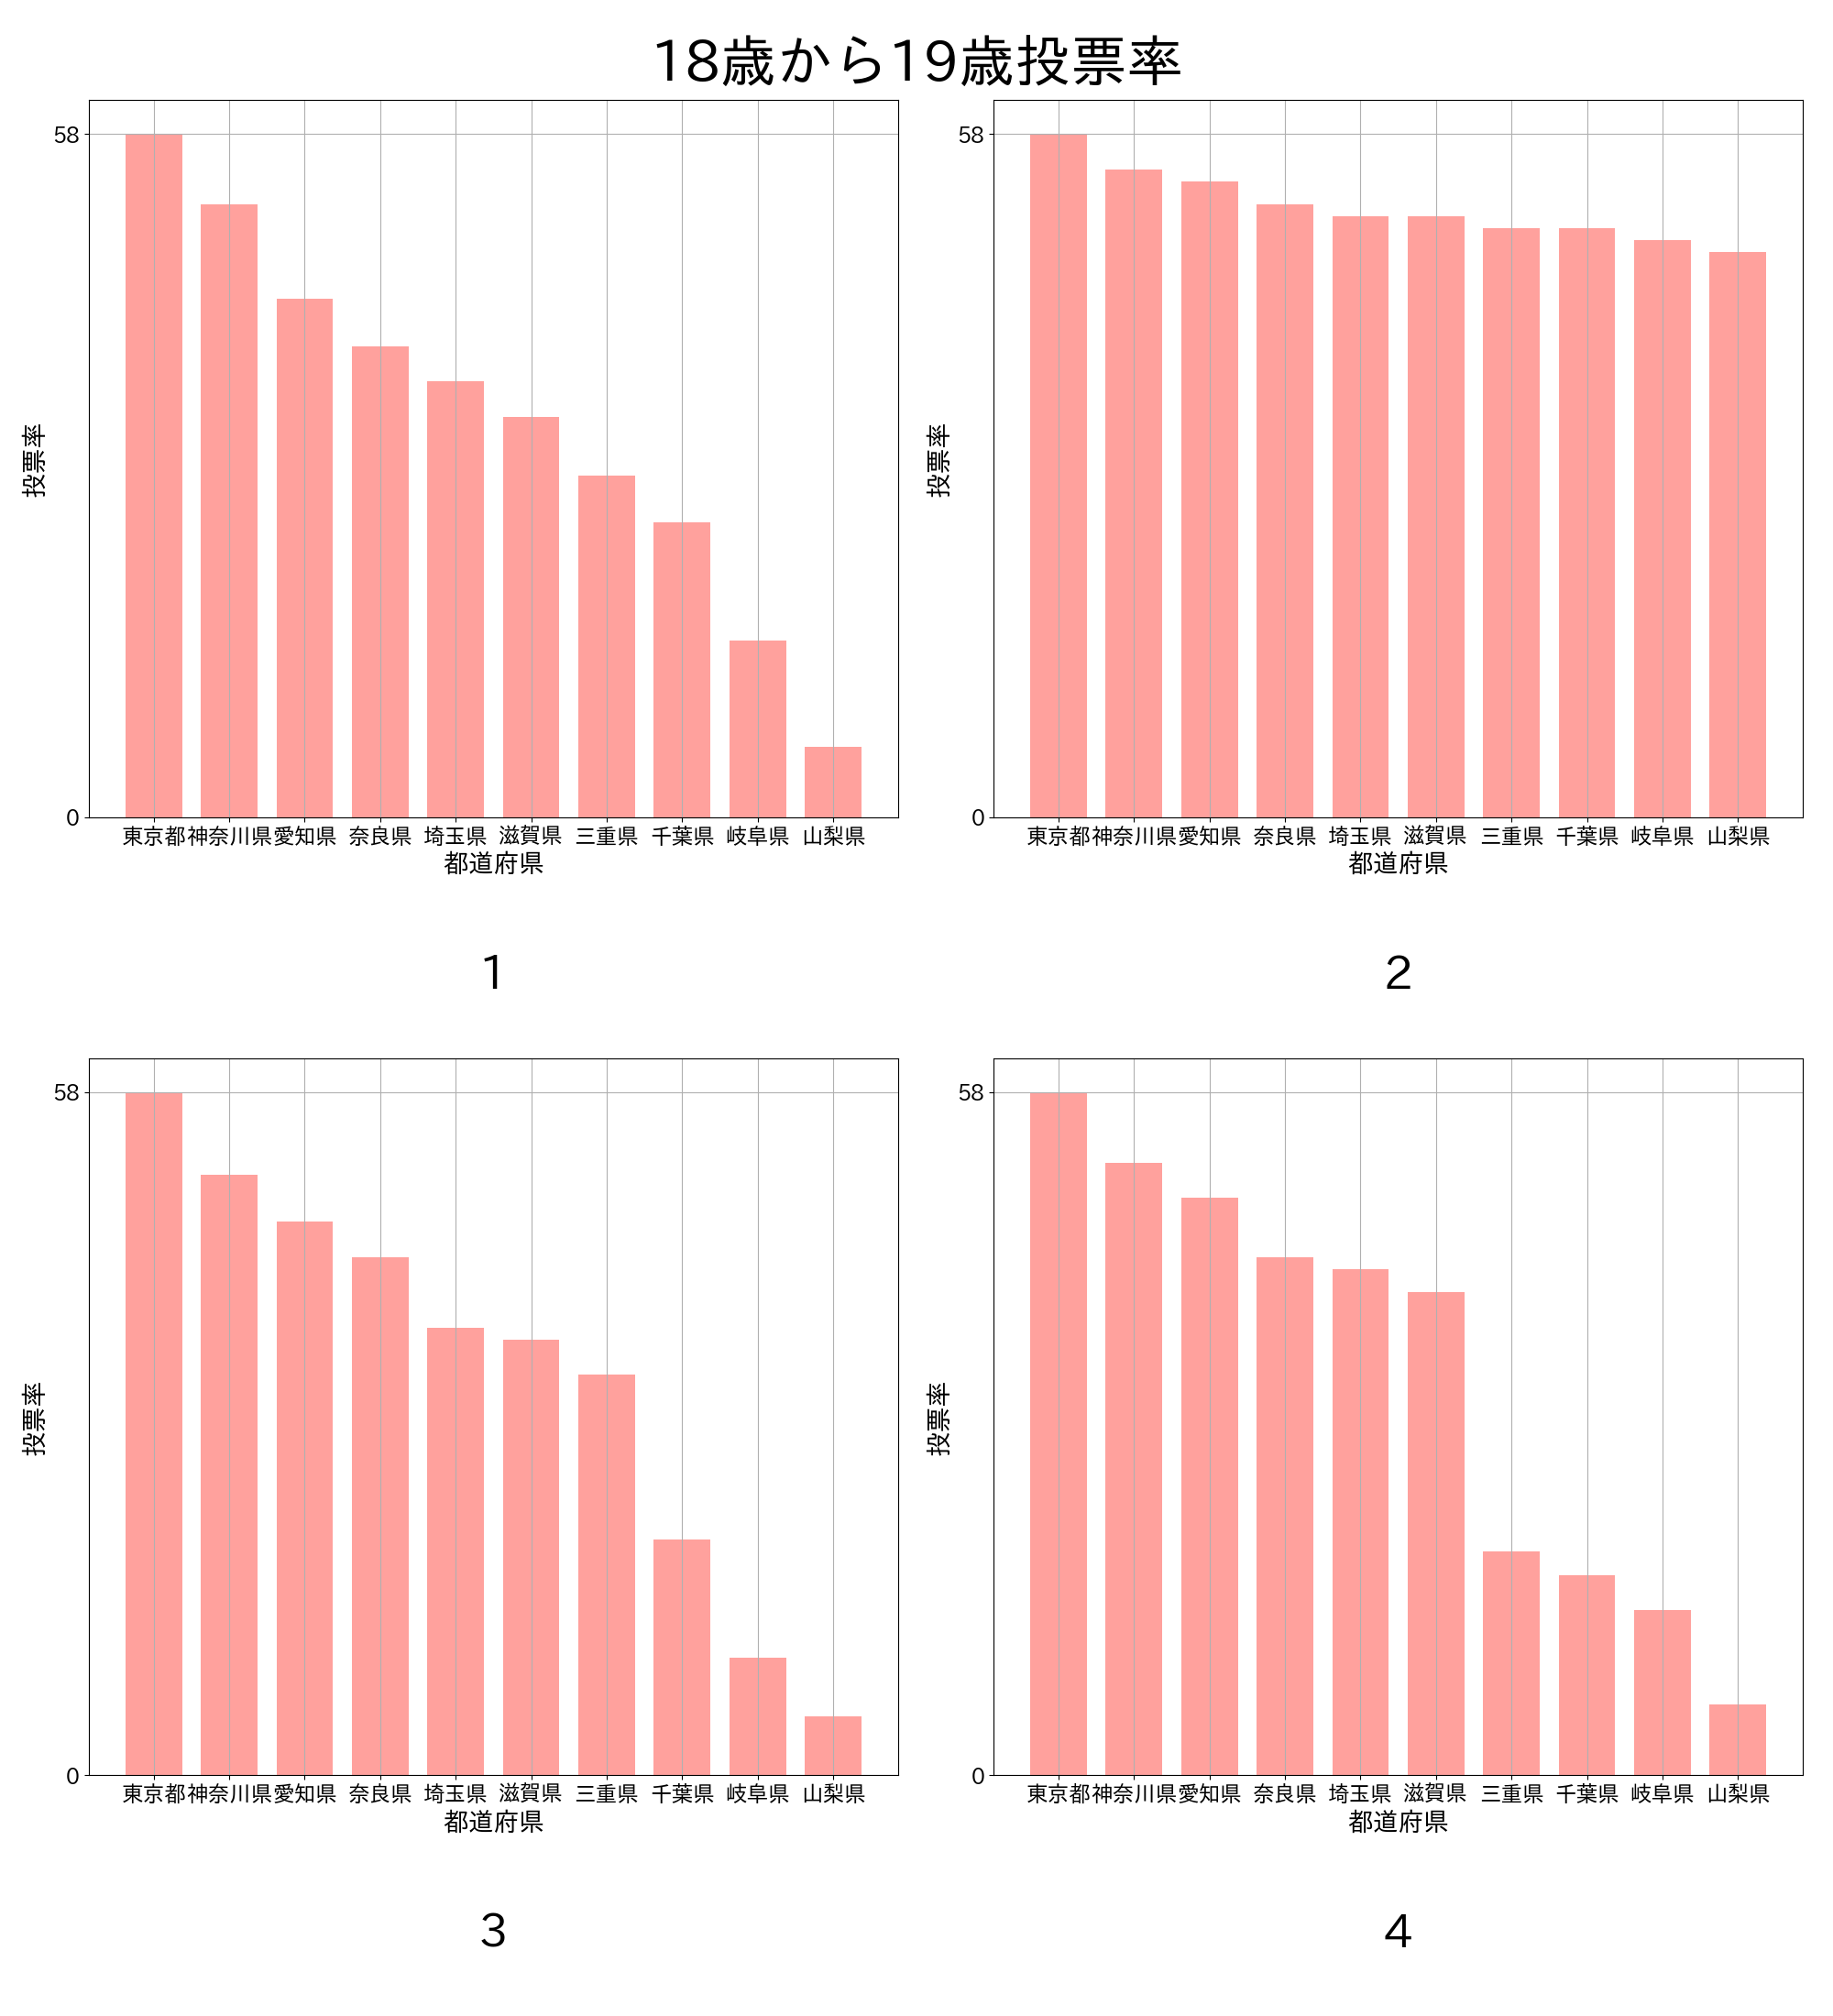 18歳から19歳投票率
58
0
投票率
東京都 神奈川県 愛知県 奈良県 埼玉県 滋賀県 三重県 千葉県 岐阜県 山梨県
都道府県
1
58
0
投票率
東京都 神奈川県 愛知県 奈良県 埼玉県 滋賀県 三重県 千葉県 岐阜県 山梨県
都道府県
2
58
0
投票率
東京都 神奈川県 愛知県 奈良県 埼玉県 滋賀県 三重県 千葉県 岐阜県 山梨県
都道府県
3
58
0
投票率
東京都 神奈川県 愛知県 奈良県 埼玉県 滋賀県 三重県 千葉県 岐阜県 山梨県
都道府県
4